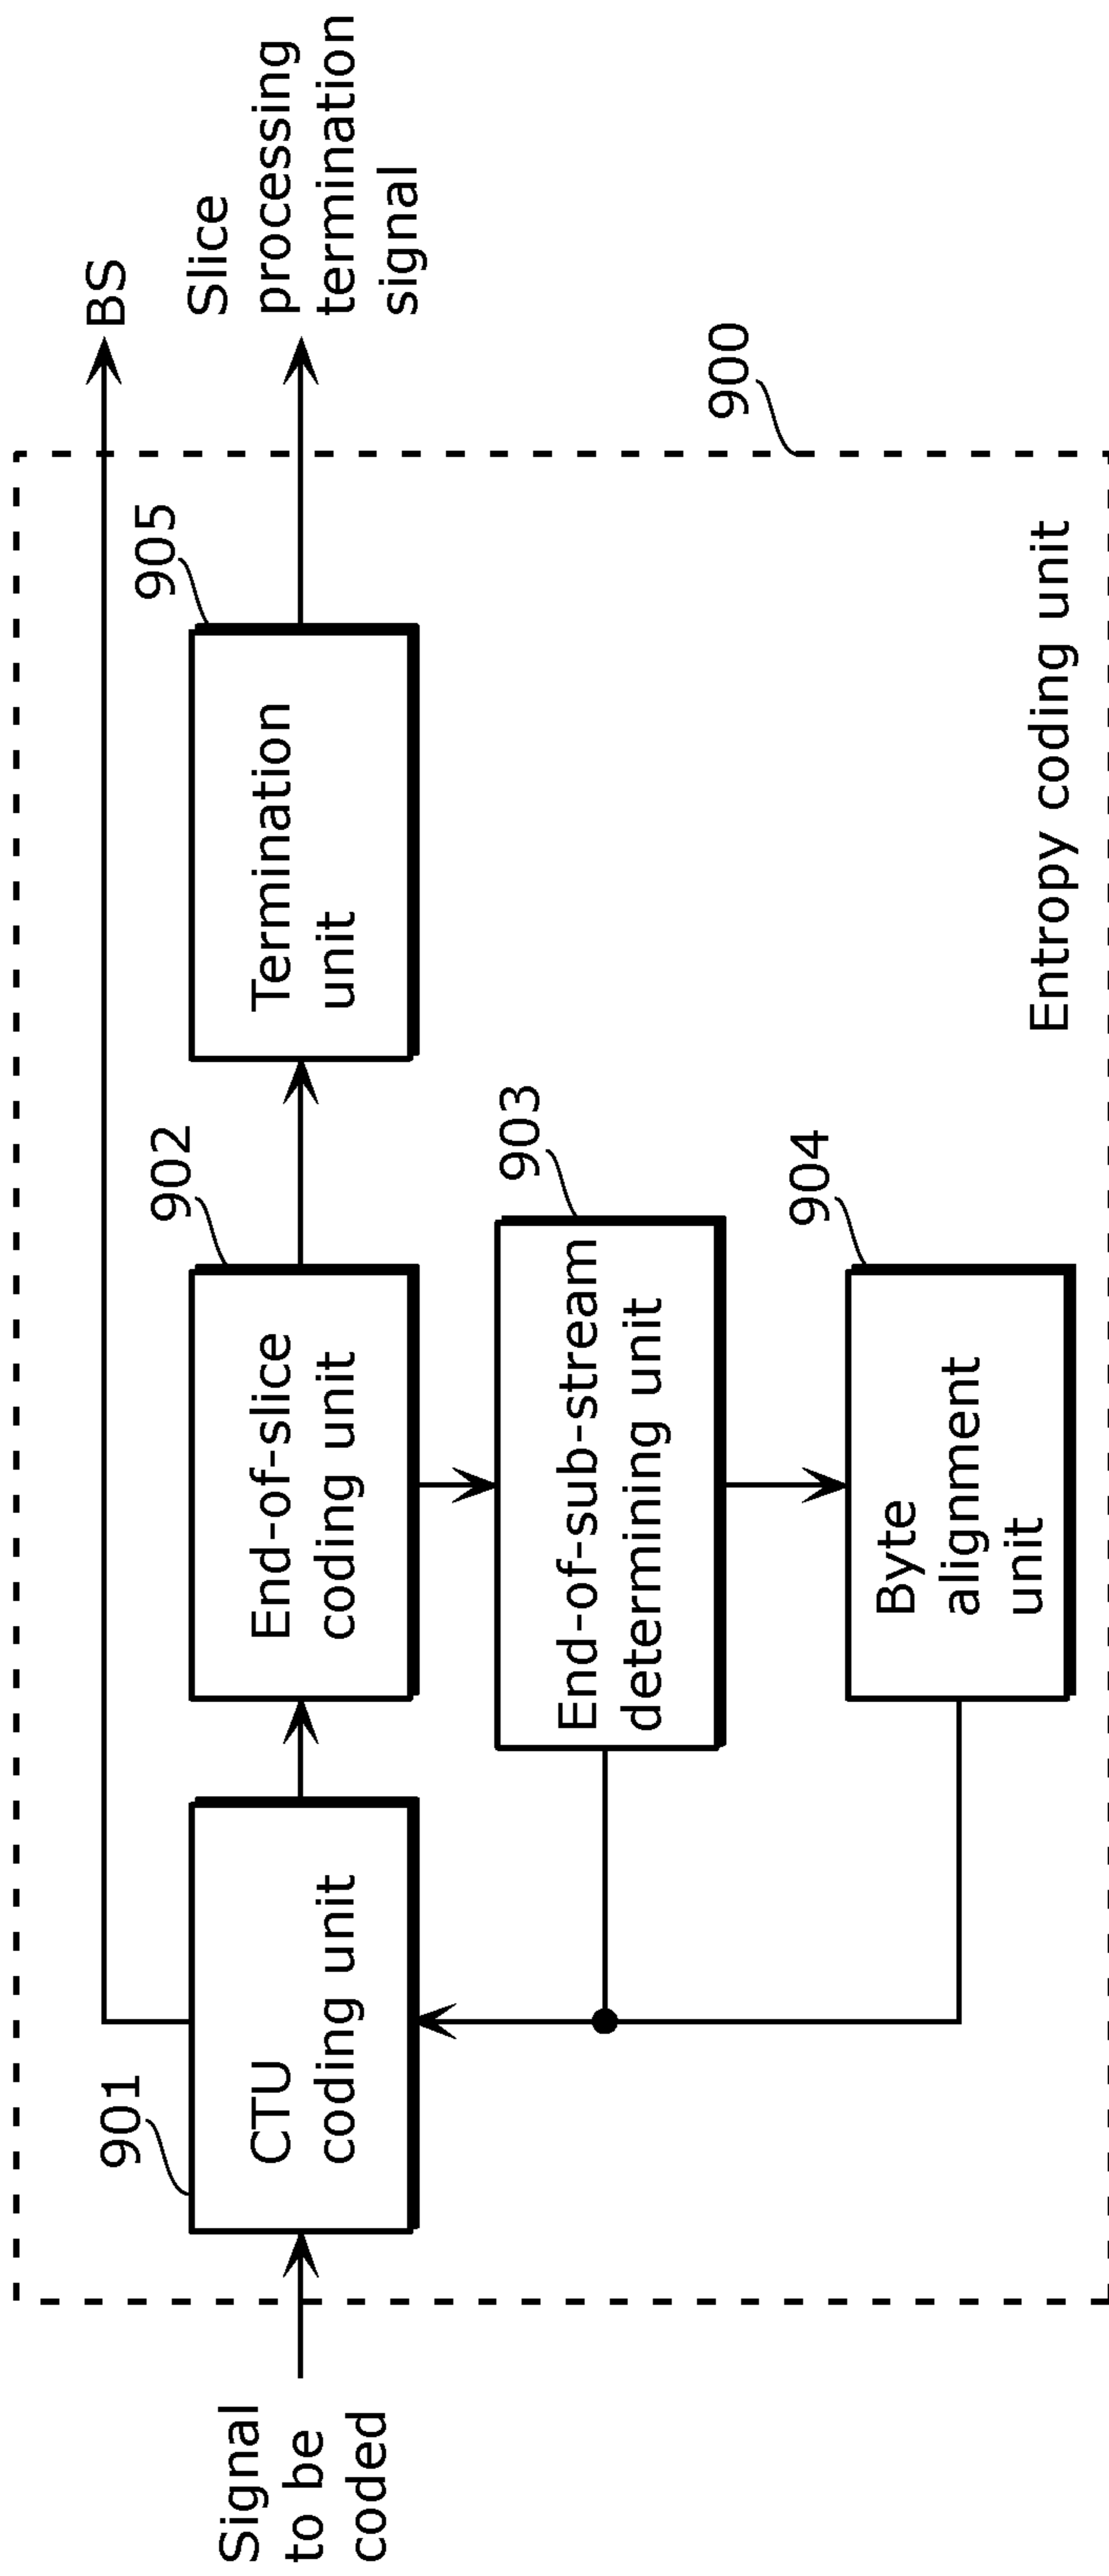 BS
Slice
processing
termination
signal
900
901
902
905
Signal
to be
coded
CTU
coding unit
End-of-slice
coding unit
Termination
unit
903
End-of-sub-stream
determining unit
904
Byte
alignment
unit
Entropy coding unit